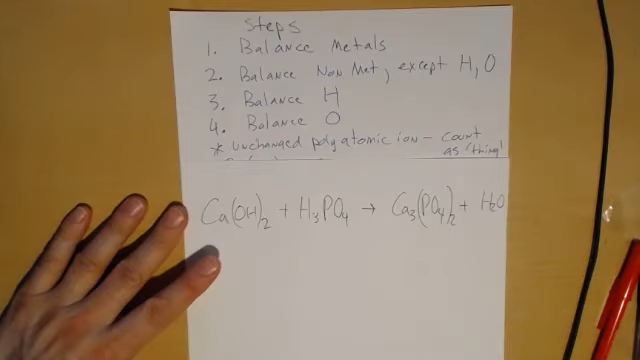 Steps
1. Balance Metals
2. Balance Non Met, except H, O
3. Balance H
4. Balance O
* unchanged polyatomic ion - count
as 'thing'
Ca(OH)₂ + H₃PO₄ → Ca₃(PO₄)₂ + H₂O